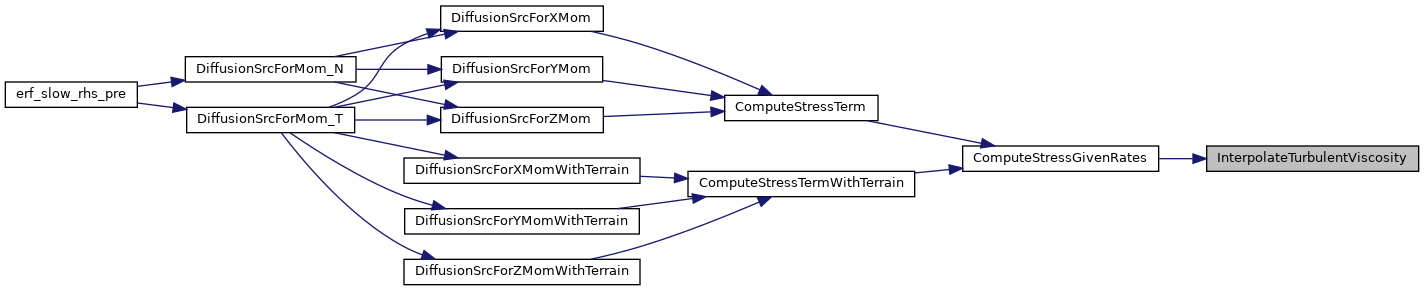 erf_slow_rhs_pre
DiffusionSrcForMom_N
DiffusionSrcForMom_T
DiffusionSrcForXMom
DiffusionSrcForYMom
DiffusionSrcForZMom
DiffusionSrcForXMomWithTerrain
DiffusionSrcForYMomWithTerrain
DiffusionSrcForZMomWithTerrain
ComputeStressTerm
ComputeStressTermWithTerrain
ComputeStressGivenRates
InterpolateTurbulentViscosity